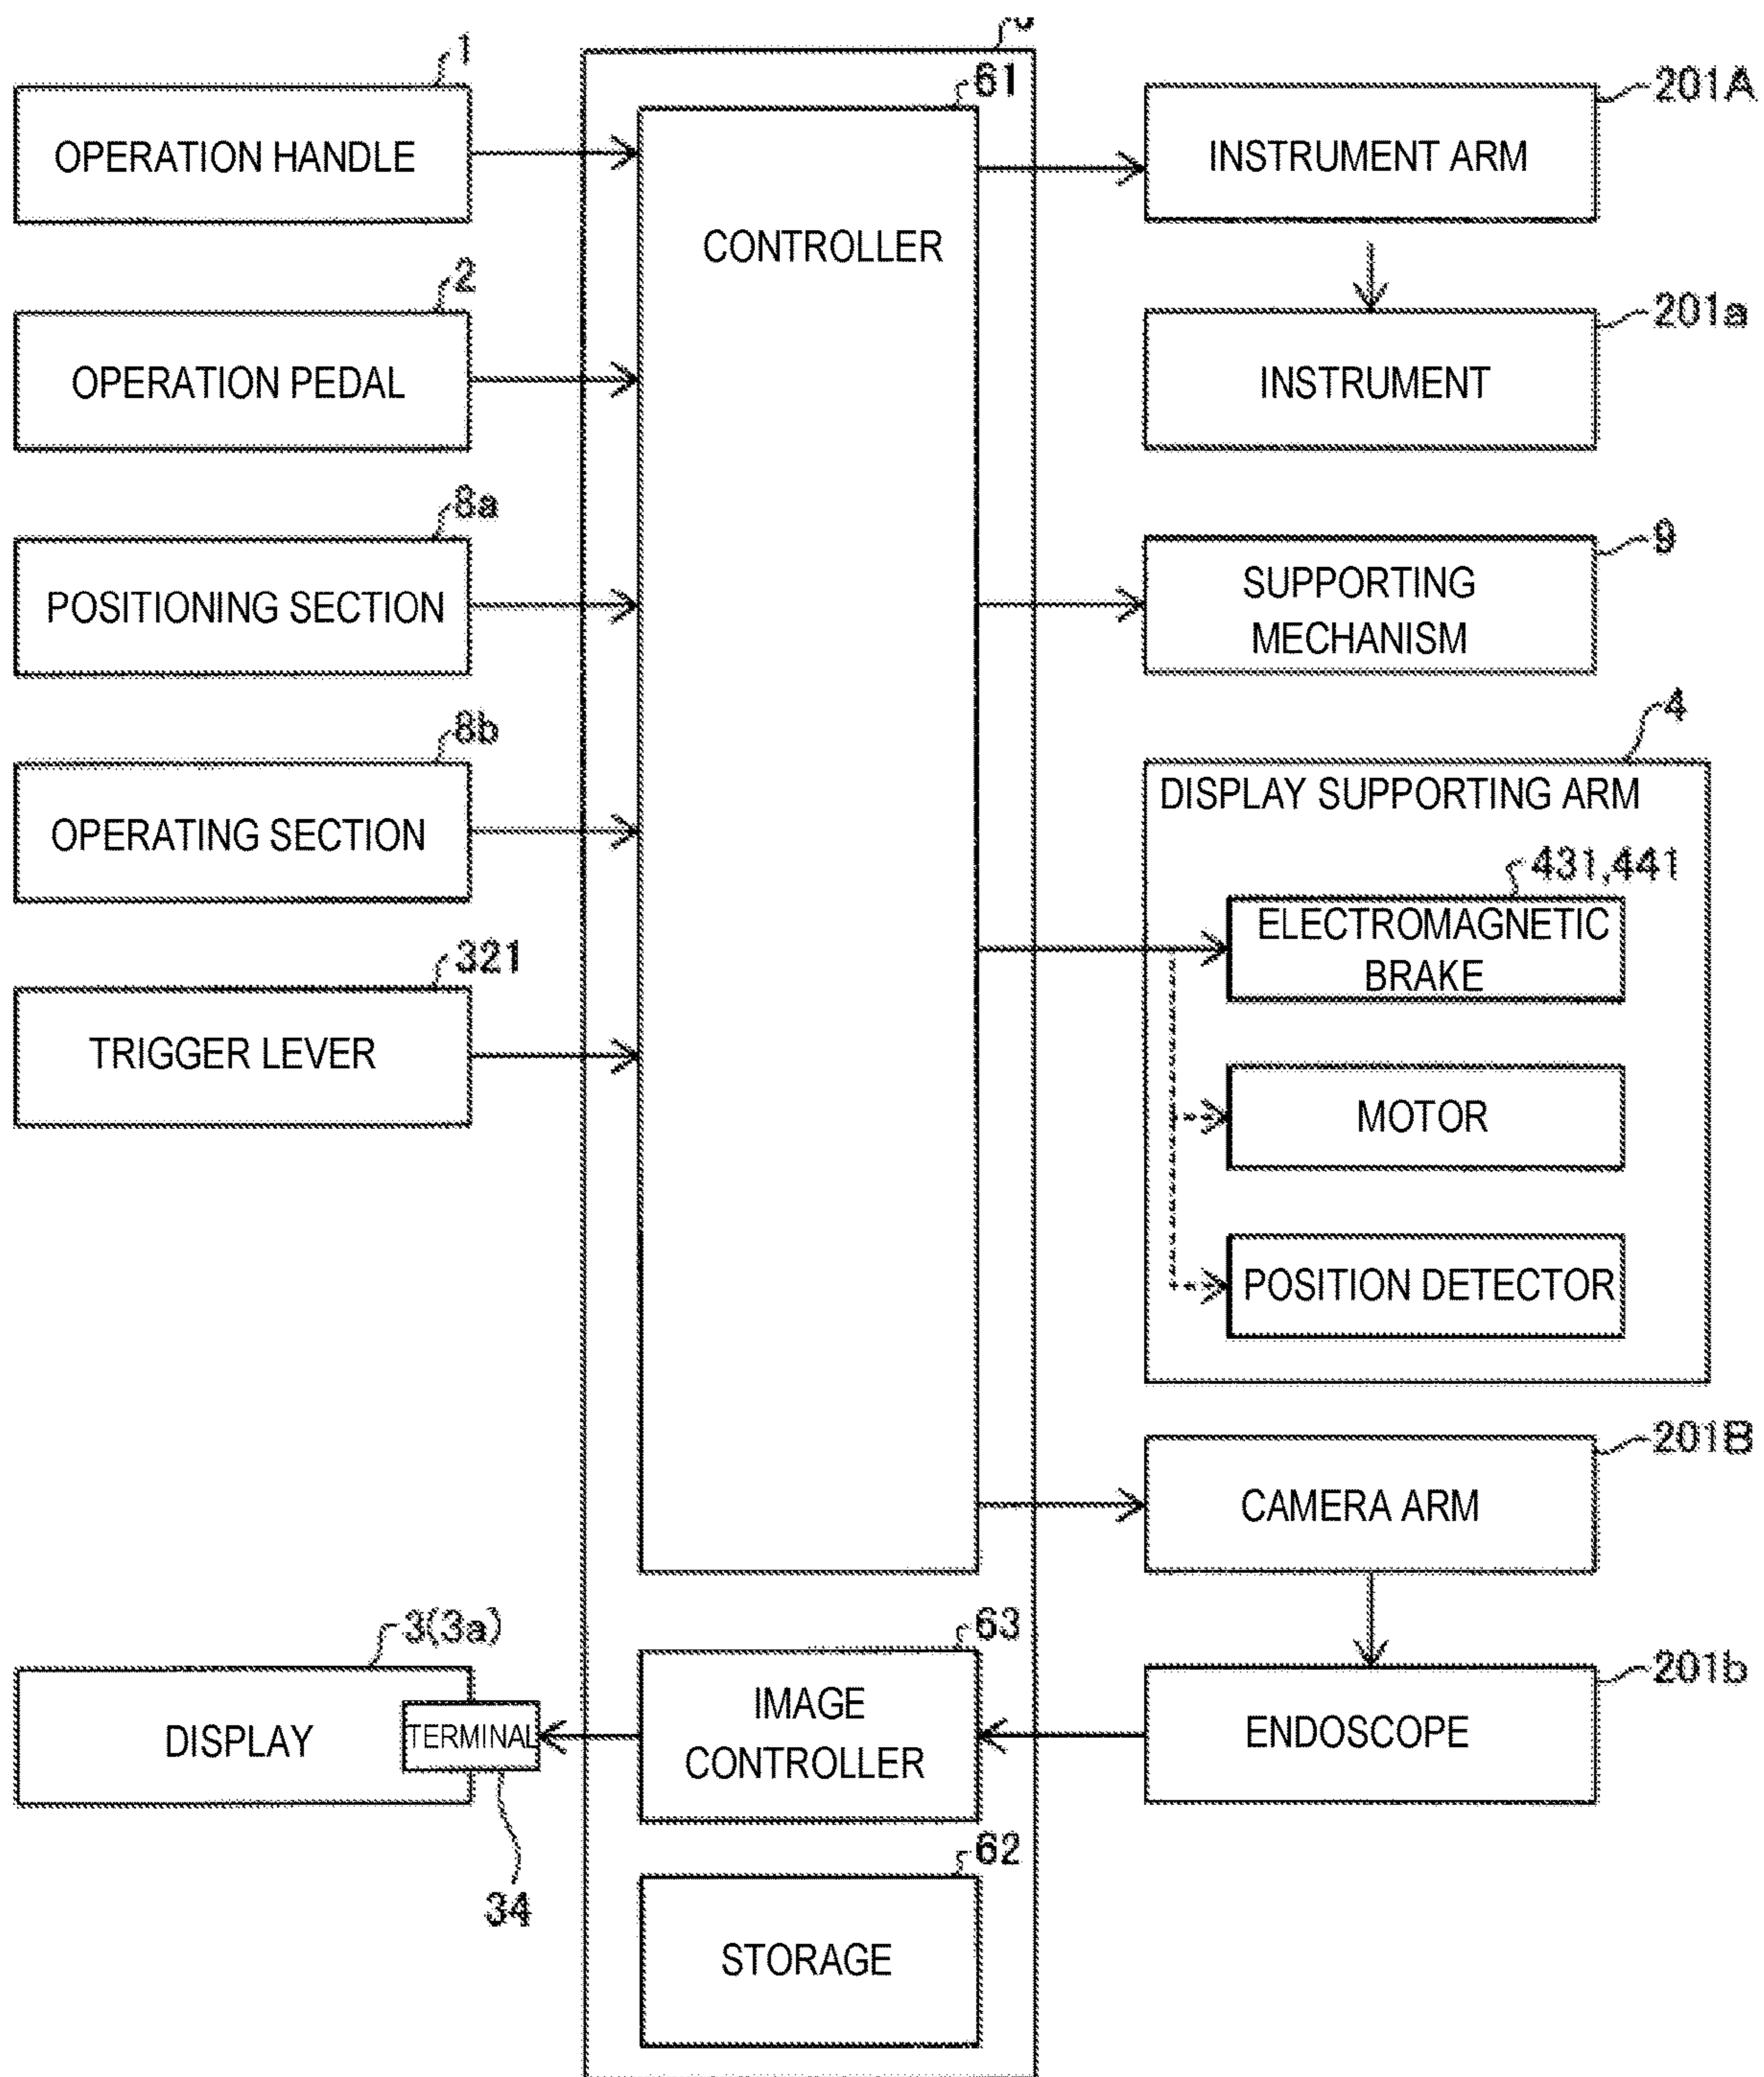 1
OPERATION HANDLE
2
OPERATION PEDAL
8a
POSITIONING SECTION
8b
OPERATING SECTION
321
TRIGGER LEVER
3(3a)
DISPLAY
TERMINAL
34
61
CONTROLLER
63
IMAGE
CONTROLLER
62
STORAGE
201A
INSTRUMENT ARM
201a
INSTRUMENT
9
SUPPORTING
MECHANISM
4
DISPLAY SUPPORTING ARM
431,441
ELECTROMAGNETIC
BRAKE
MOTOR
POSITION DETECTOR
201B
CAMERA ARM
201b
ENDOSCOPE